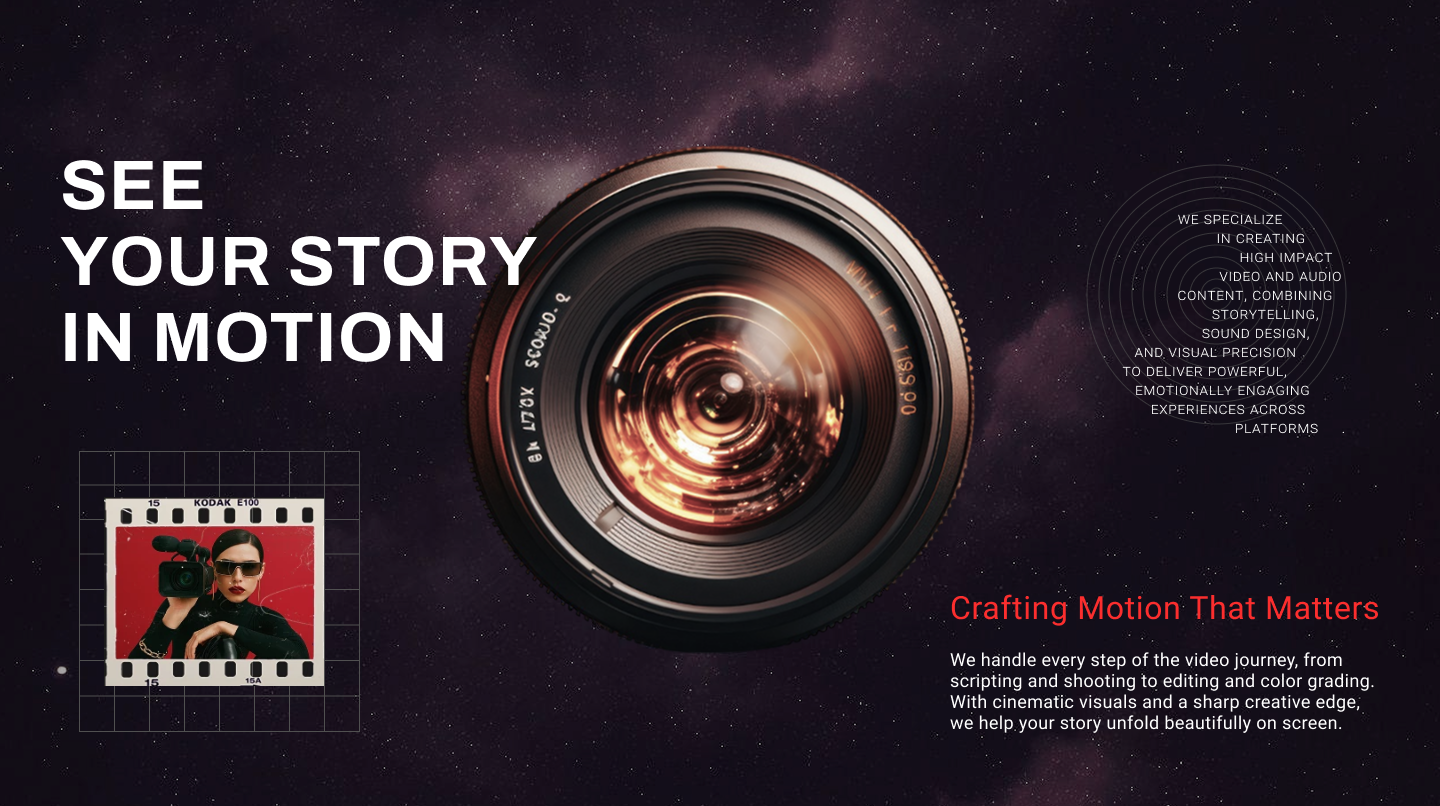 SEE
YOUR STORY
IN MOTION
WE SPECIALIZE
IN CREATING
HIGH IMPACT
VIDEO AND AUDIO
CONTENT, COMBINING
STORYTELLING,
SOUND DESIGN,
AND VISUAL PRECISION
TO DELIVER POWERFUL,
EMOTIONALLY ENGAGING
EXPERIENCES ACROSS
PLATFORMS
15 KODAK E100
15 15A
Crafting Motion That Matters
We handle every step of the video journey, from
scripting and shooting to editing and color grading.
With cinematic visuals and a sharp creative edge,
we help your story unfold beautifully on screen.